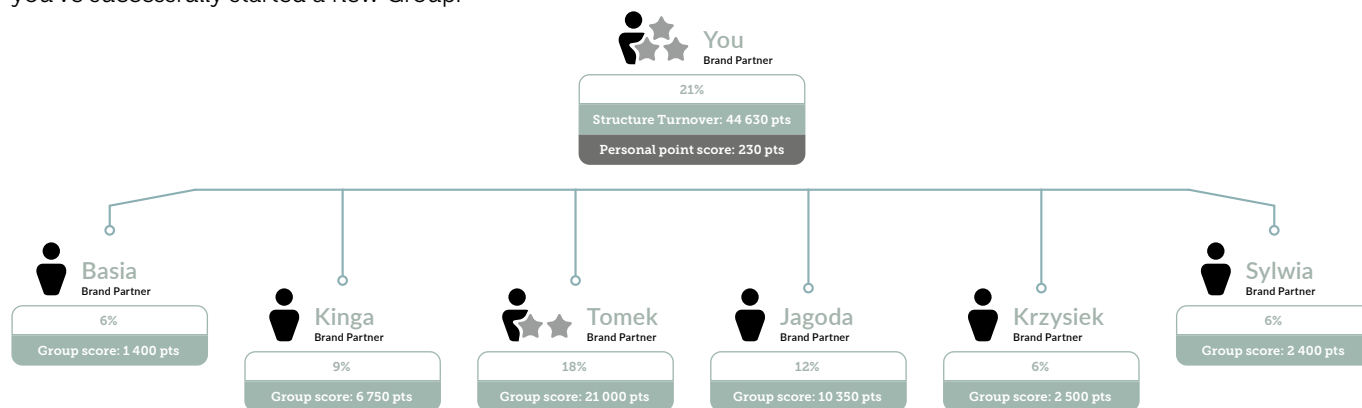 you've successfully started a New Group.
You
Brand Partner
21%
Structure Turnover: 44 630 pts
Personal point score: 230 pts
Basia
Brand Partner
6%
Group score: 1 400 pts
Kinga
Brand Partner
9%
Group score: 6 750 pts
Tomek
Brand Partner
18%
Group score: 21 000 pts
Jagoda
Brand Partner
12%
Group score: 10 350 pts
Krzysiek
Brand Partner
6%
Group score: 2 500 pts
Sylwia
Brand Partner
6%
Group score: 2 400 pts